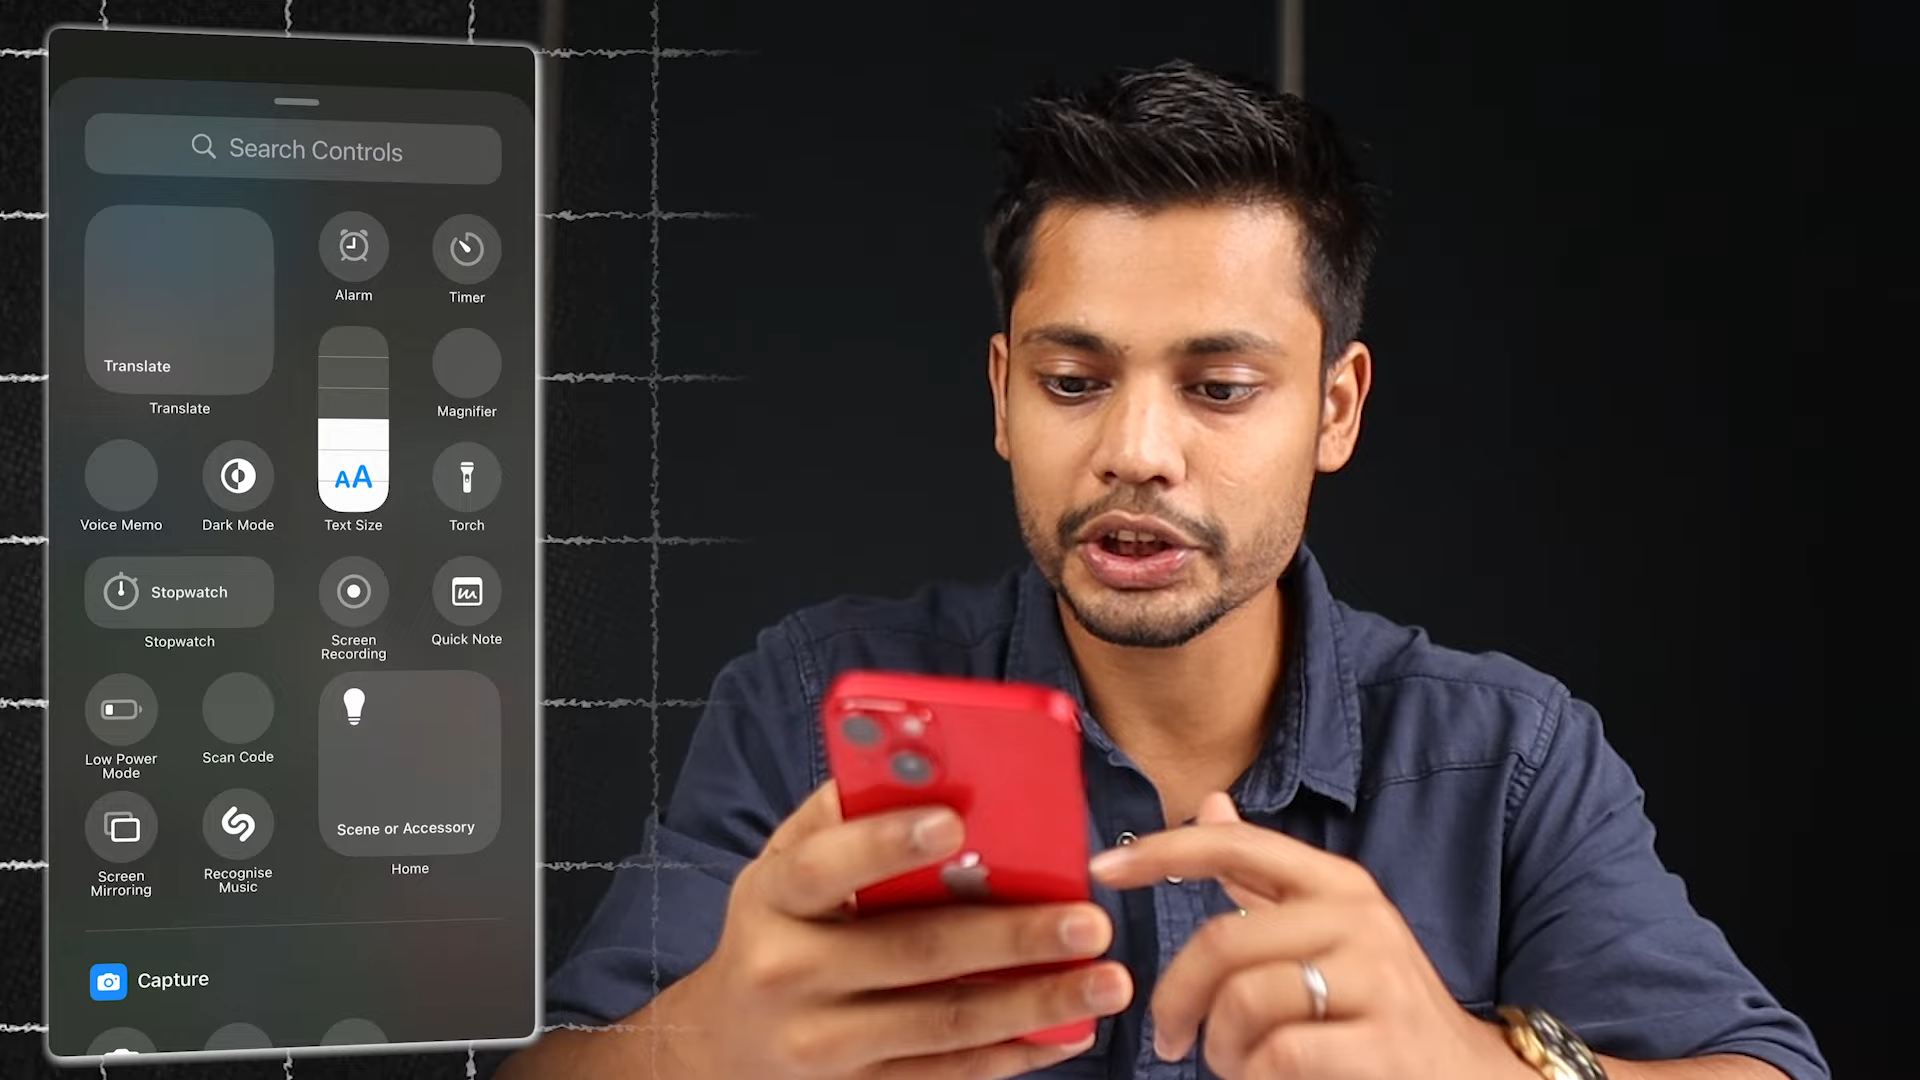 Search Controls
Translate
Translate
Alarm
Timer
Magnifier
Voice Memo
Dark Mode
AA
Text Size
Torch
Stopwatch
Stopwatch
Screen
Recording
Quick Note
Low Power
Mode
Scan Code
Scene or Accessory
Home
Screen
Mirroring
Recognise
Music
Capture